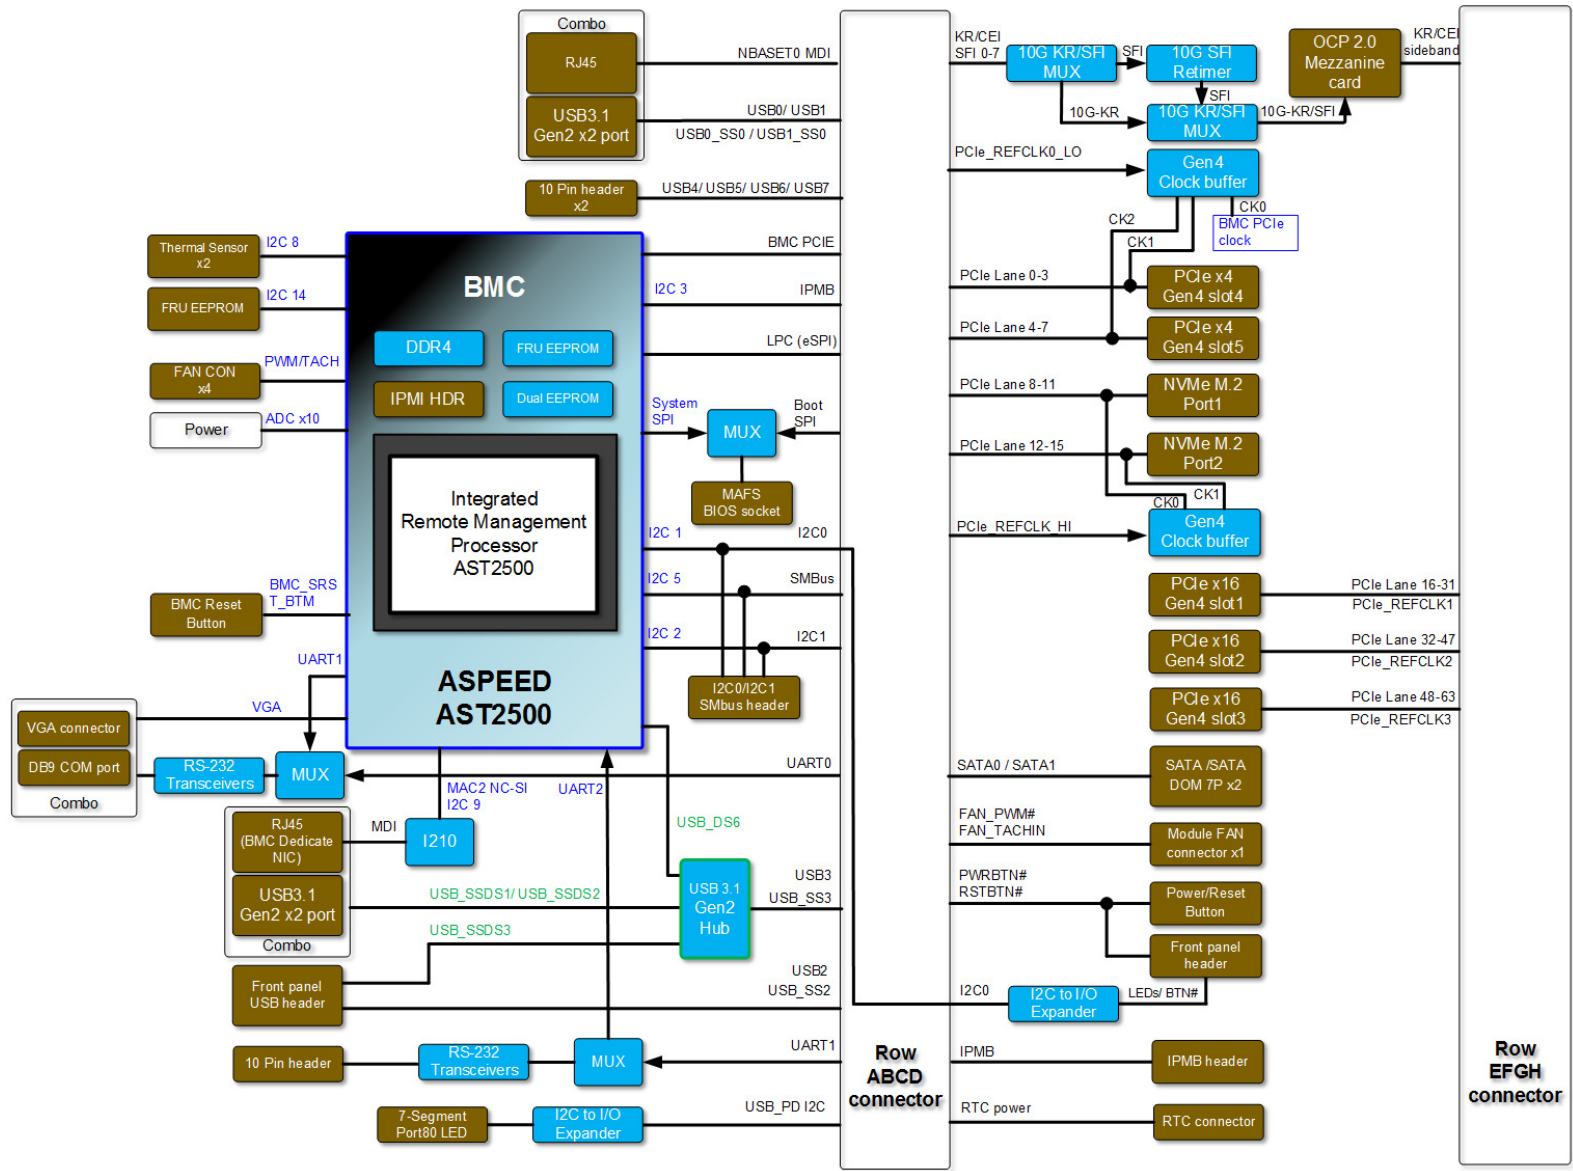 Combo
RJ45
NBASET0 MDI
USB3.1
Gen2 x2 port
USB0/ USB1
USB0_SS0 / USB1_SS0
10 Pin header
x2
USB4/ USB5/ USB6/ USB7
KR/CEI
SFI 0-7
10G KR/SFI
MUX
SFI
10G SFI
Retimer
SFI
10G-KR
10G KR/SFI
MUX
10G-KR/SFI
OCP 2.0
Mezzanine
card
KR/CEI
sideband
PCIe_REFCLK0_LO
Gen4
Clock buffer
CK2
CK1
CK0
BMC PCIe
clock
Thermal Sensor
x2
I2C 8
FRU EEPROM
I2C 14
FAN CON
x4
PWM/TACH
Power
ADC x10
BMC
DDR4
FRU EEPROM
IPMI HDR
Dual EEPROM
Integrated
Remote Management
Processor
AST2500
ASPEED
AST2500
BMC PCIE
I2C 3
IPMB
LPC (eSPI)
System
SPI
MUX
Boot
SPI
MAFS
BIOS socket
I2C 1
I2C0
I2C 5
SMBus
I2C 2
I2C1
I2C0/I2C1
SMbus header
PCIe Lane 0-3
PCIe x4
Gen4 slot4
PCIe Lane 4-7
PCIe x4
Gen4 slot5
PCIe Lane 8-11
NVMe M.2
Port1
PCIe Lane 12-15
NVMe M.2
Port2
CK0
CK1
PCIe_REFCLK_HI
Gen4
Clock buffer
PCIe x16
Gen4 slot1
PCIe Lane 16-31
PCIe_REFCLK1
PCIe x16
Gen4 slot2
PCIe Lane 32-47
PCIe_REFCLK2
PCIe x16
Gen4 slot3
PCIe Lane 48-63
PCIe_REFCLK3
BMC Reset
Button
BMC_SRS
T_BTM
UART1
VGA
VGA connector
DB9 COM port
Combo
RS-232
Transceivers
MUX
UART0
MAC2 NC-SI
I2C 9
UART2
RJ45
(BMC Dedicate
NIC)
MDI
I210
USB3.1
Gen2 x2 port
Combo
USB_DS6
USB_SSDS1/ USB_SSDS2
USB_SSDS3
USB 3.1
Gen2
Hub
USB3
USB_SS3
Front panel
USB header
USB2
USB_SS2
10 Pin header
RS-232
Transceivers
MUX
UART1
7-Segment
Port80 LED
I2C to I/O
Expander
USB_PD I2C
SATA0 / SATA1
SATA /SATA
DOM 7P x2
FAN_PWM#
FAN_TACHIN
Module FAN
connector x1
PWRBTN#
RSTBTN#
Power/Reset
Button
Front panel
header
I2C0
I2C to I/O
Expander
LEDs/ BTN#
IPMB
IPMB header
RTC power
RTC connector
Row
ABCD
connector
Row
EFGH
connector